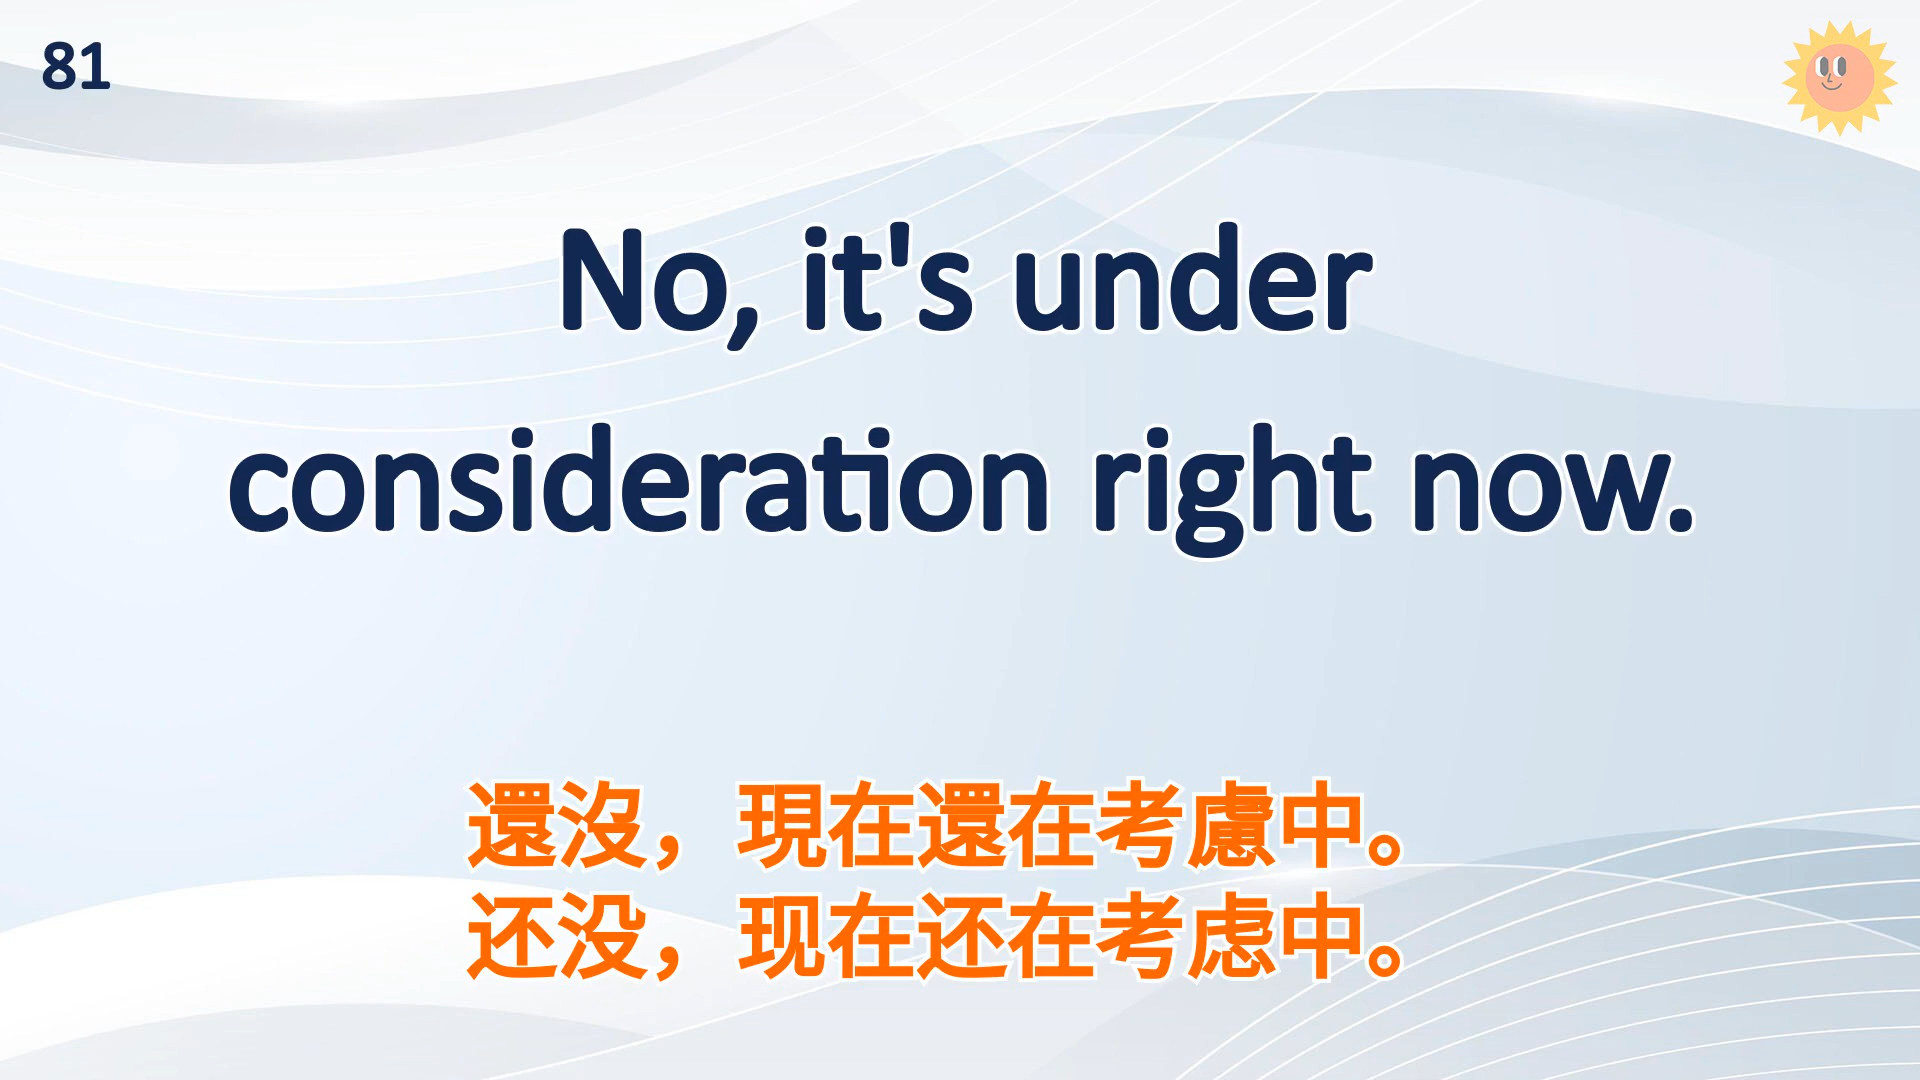 81
No, it's under
consideration right now.
還沒，現在還在考慮中。
还没，现在还在考虑中。